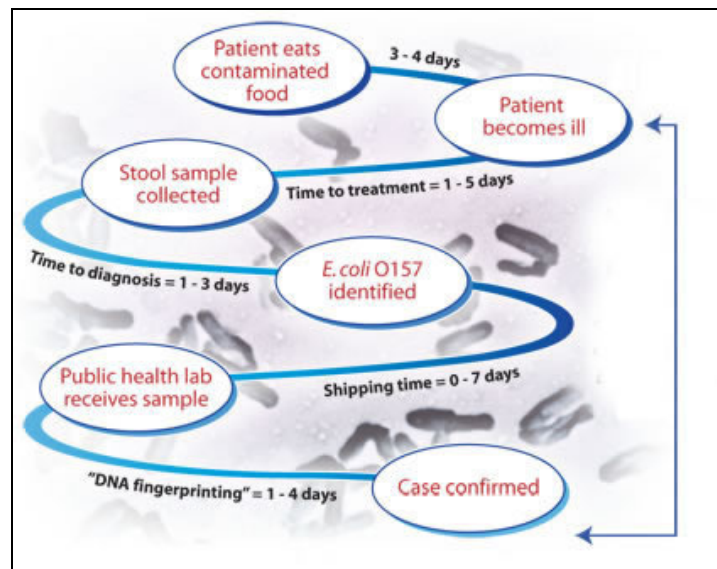 Patient eats
contaminated
food
3 - 4 days
Patient
becomes ill
Stool sample
collected
Time to treatment = 1 - 5 days
Time to diagnosis = 1 - 3 days
E. coli O157
identified
Public health lab
receives sample
Shipping time = 0 - 7 days
"DNA fingerprinting" = 1 - 4 days
Case confirmed